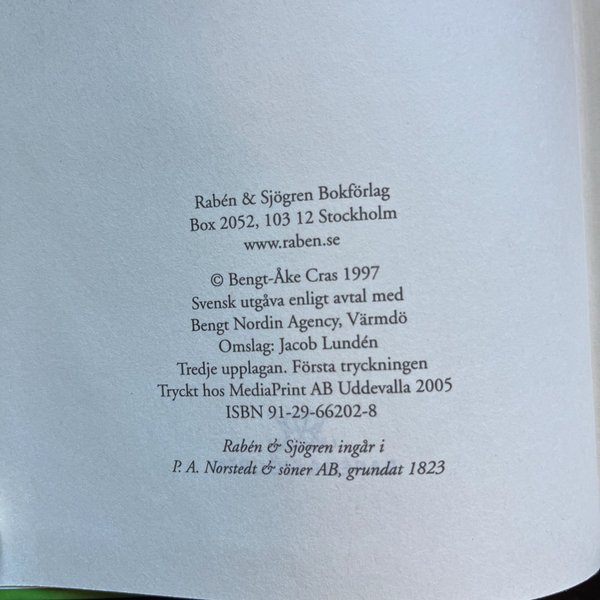 Rabén & Sjögren Bokförlag
Box 2052, 103 12 Stockholm
www.raben.se
© Bengt-Åke Cras 1997
Svensk utgåva enligt avtal med
Bengt Nordin Agency, Värmdö
Omslag: Jacob Lundén
Tredje upplagan. Första tryckningen
Tryckt hos MediaPrint AB Uddevalla 2005
ISBN 91-29-66202-8
Rabén & Sjögren ingår i
P. A. Norstedt & söner AB, grundat 1823